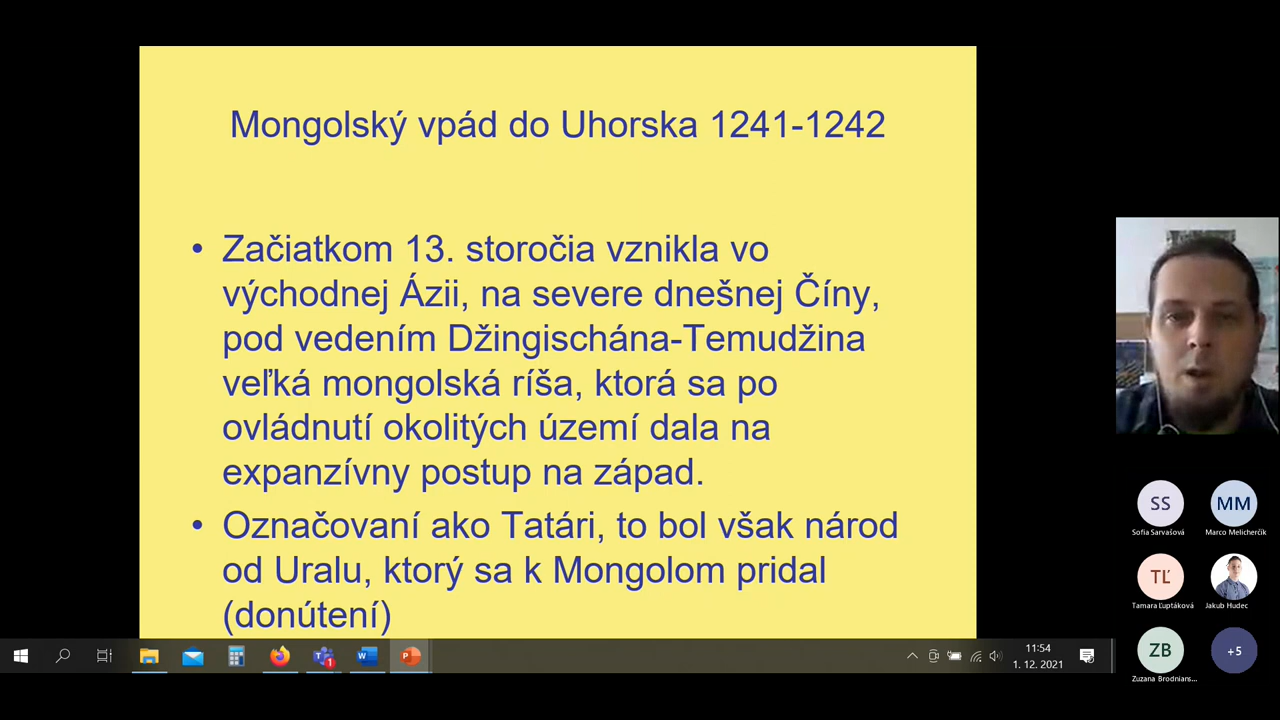 Mongolský vpád do Uhorska 1241-1242
• Začiatkom 13. storočia vznikla vo
východnej Ázii, na severe dnešnej Číny,
pod vedením Džingischána-Temudžina
veľká mongolská ríša, ktorá sa po
ovládnutí okolitých území dala na
expanzívny postup na západ.
• Označovaní ako Tatári, to bol však národ
od Uralu, ktorý sa k Mongolom pridal
(donútení)
SS
MM
Sofia Sarvašová
Marco Melicherčík
TĽ
Tamara Ľuptáková
Jakub Hudec
ZB
+5
Zuzana Brodnians...
1
W
P
11:54
1. 12. 2021